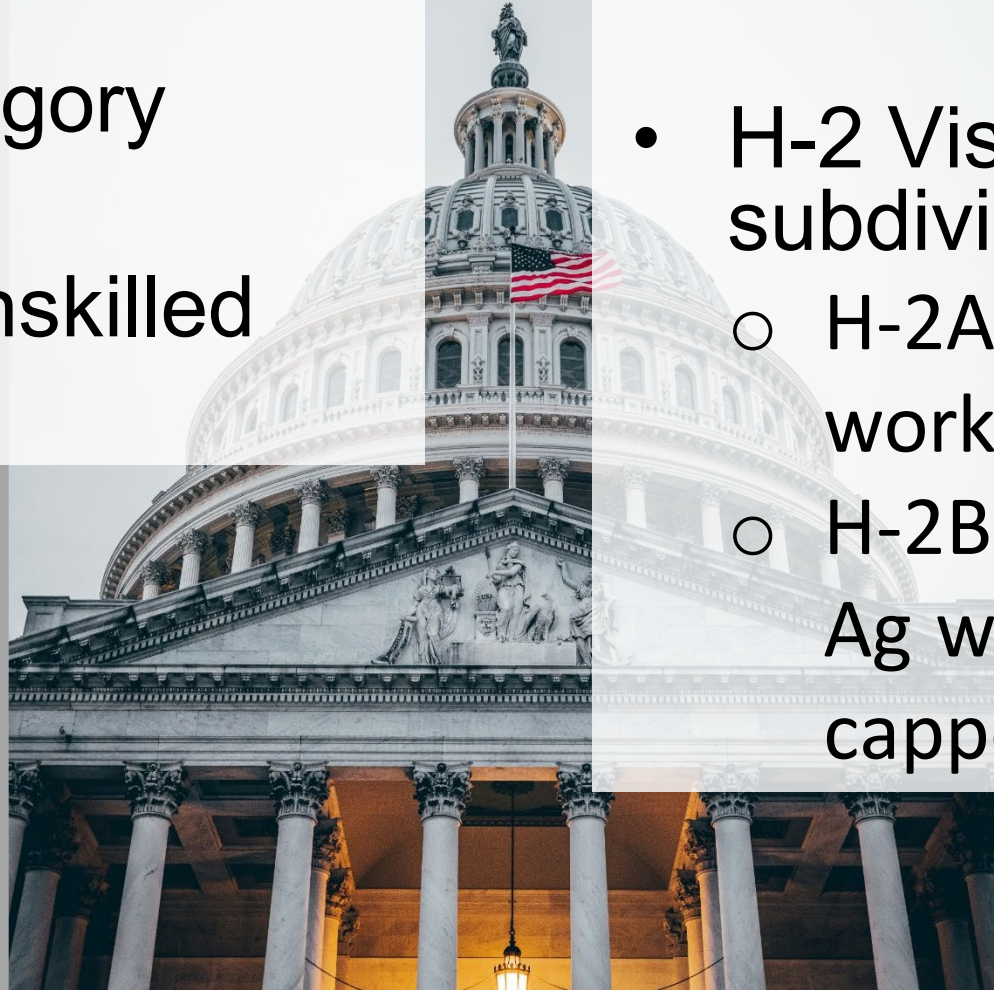 gory
nskilled
• H-2 Vis
subdivi
○ H-2A
work
○ H-2B
Ag w
capp